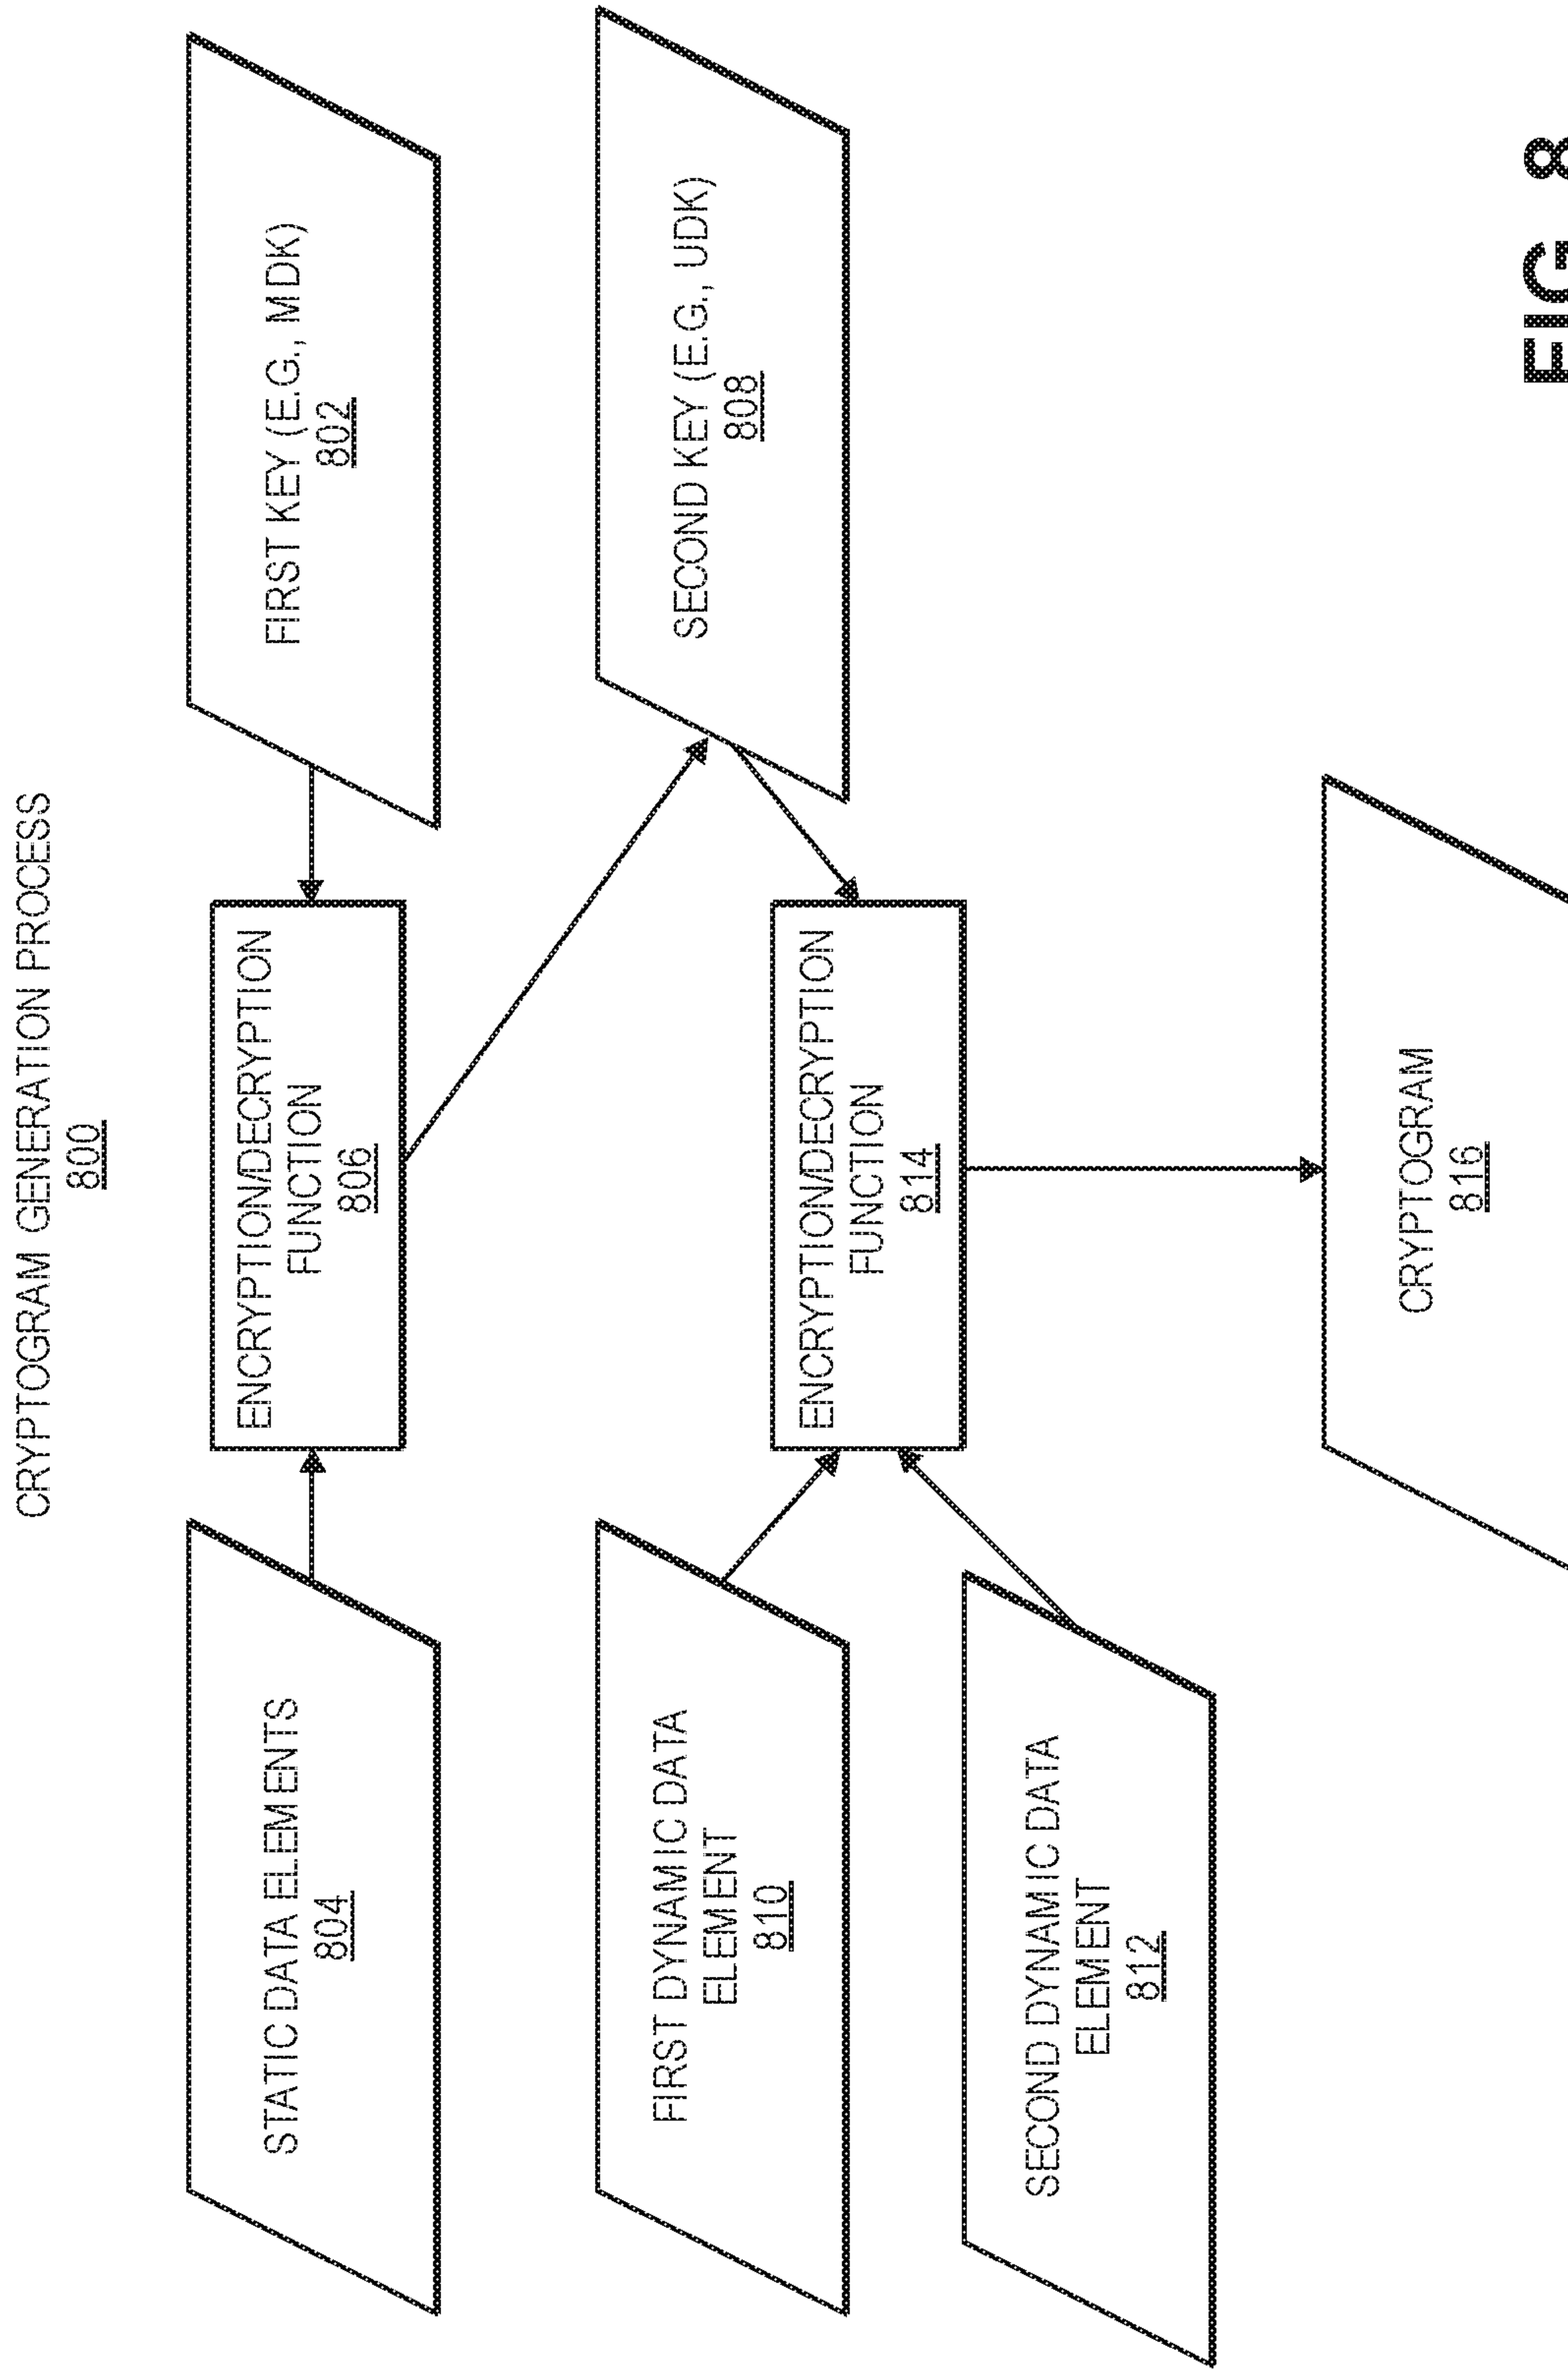 CRYPTOGRAM GENERATION PROCESS
800
STATIC DATA ELEMENTS
804
ENCRYPTION/DECRYPTION
FUNCTION
806
FIRST KEY (E.G., MDK)
802
FIRST DYNAMIC DATA
ELEMENT
810
SECOND KEY (E.G., UDK)
808
ENCRYPTION/DECRYPTION
FUNCTION
814
SECOND DYNAMIC DATA
ELEMENT
812
CRYPTOGRAM
816
FIG. 8